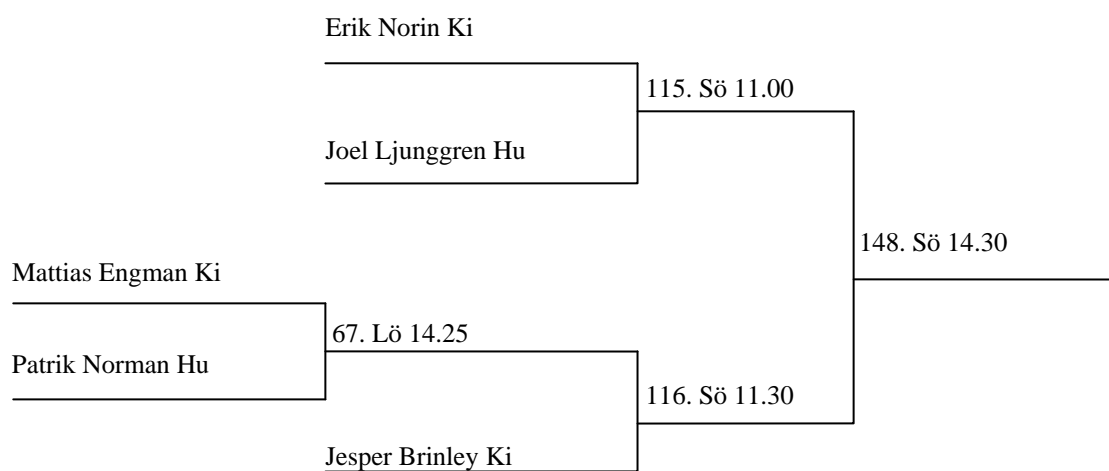 Erik Norin Ki
115. Sö 11.00
Joel Ljunggren Hu
148. Sö 14.30
Mattias Engman Ki
67. Lö 14.25
Patrik Norman Hu
116. Sö 11.30
Jesper Brinley Ki